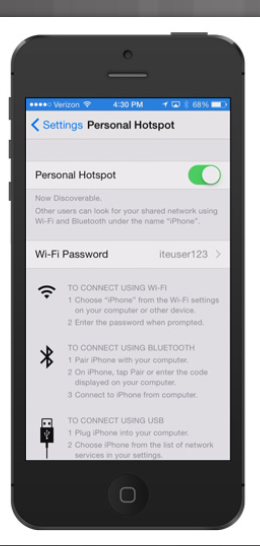 Verizon 4:30 PM 68%
Settings Personal Hotspot
Personal Hotspot
Now Discoverable.
Other users can look for your shared network using
Wi-Fi and Bluetooth under the name "iPhone".
Wi-Fi Password iteuser123
TO CONNECT USING WI-FI
1 Choose "iPhone" from the Wi-Fi settings
on your computer or other device.
2 Enter the password when prompted.
TO CONNECT USING BLUETOOTH
1 Pair iPhone with your computer.
2 On iPhone, tap Pair or enter the code
displayed on your computer.
3 Connect to iPhone from computer.
TO CONNECT USING USB
1 Plug iPhone into your computer.
2 Choose iPhone from the list of network
services in your settings.